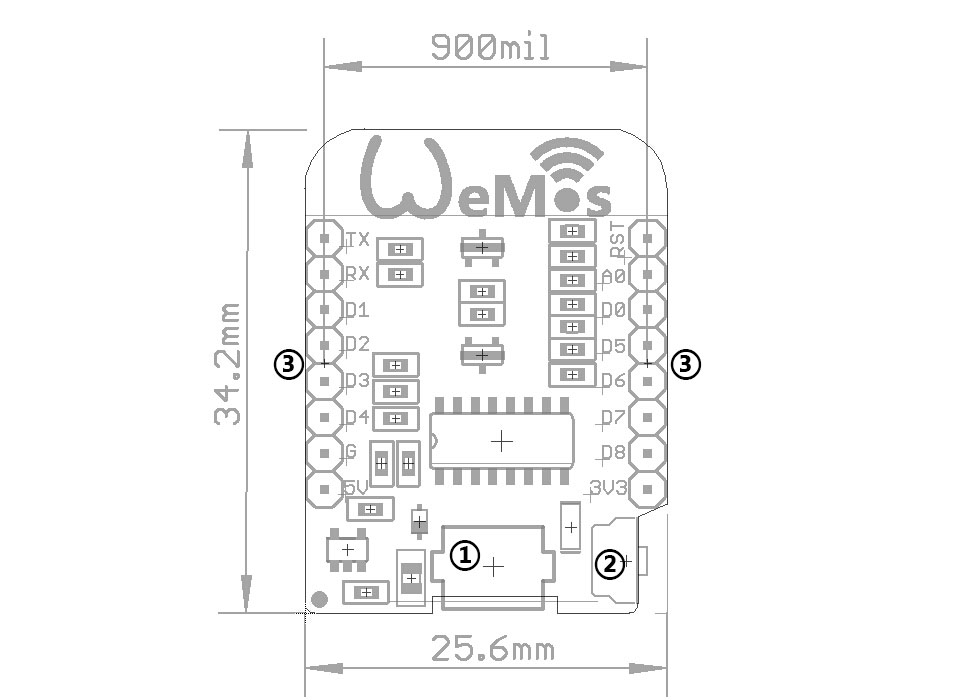 900mil
WeMos
TX
RX
D1
D2
D3
D4
G
5V
RST
A0
D0
D5
D6
D7
D8
3V3
34.2mm
3
3
1
2
25.6mm